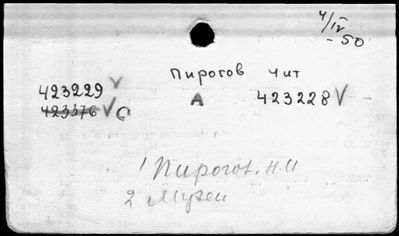 4/IV
- 50
Пирогов Чит
423229 V
А 423228 V
423376 V С
1 Пирогов. Н.И
2 Музеи